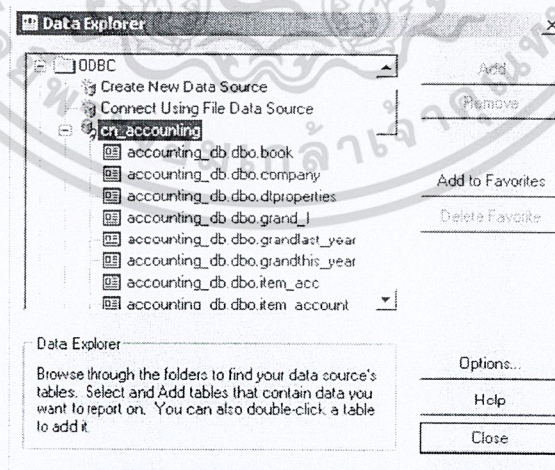 Data Explorer
ODBC
Create New Data Source
Connect Using File Data Source
cn_accounting
accounting_db.dbo.book
accounting_db.dbo.company
accounting_db.dbo.dtproperties
accounting_db.dbo.grand_l
accounting_db.dbo.grandlast_year
accounting_db.dbo.grandthis_year
accounting_db.dbo.item_acc
accounting_db.dbo.item_account
Add
Remove
Add to Favorites
Delete Favorite
Data Explorer
Browse through the folders to find your data source's
tables. Select and Add tables that contain data you
want to report on. You can also double-click a table
to add it
Options...
Help
Close